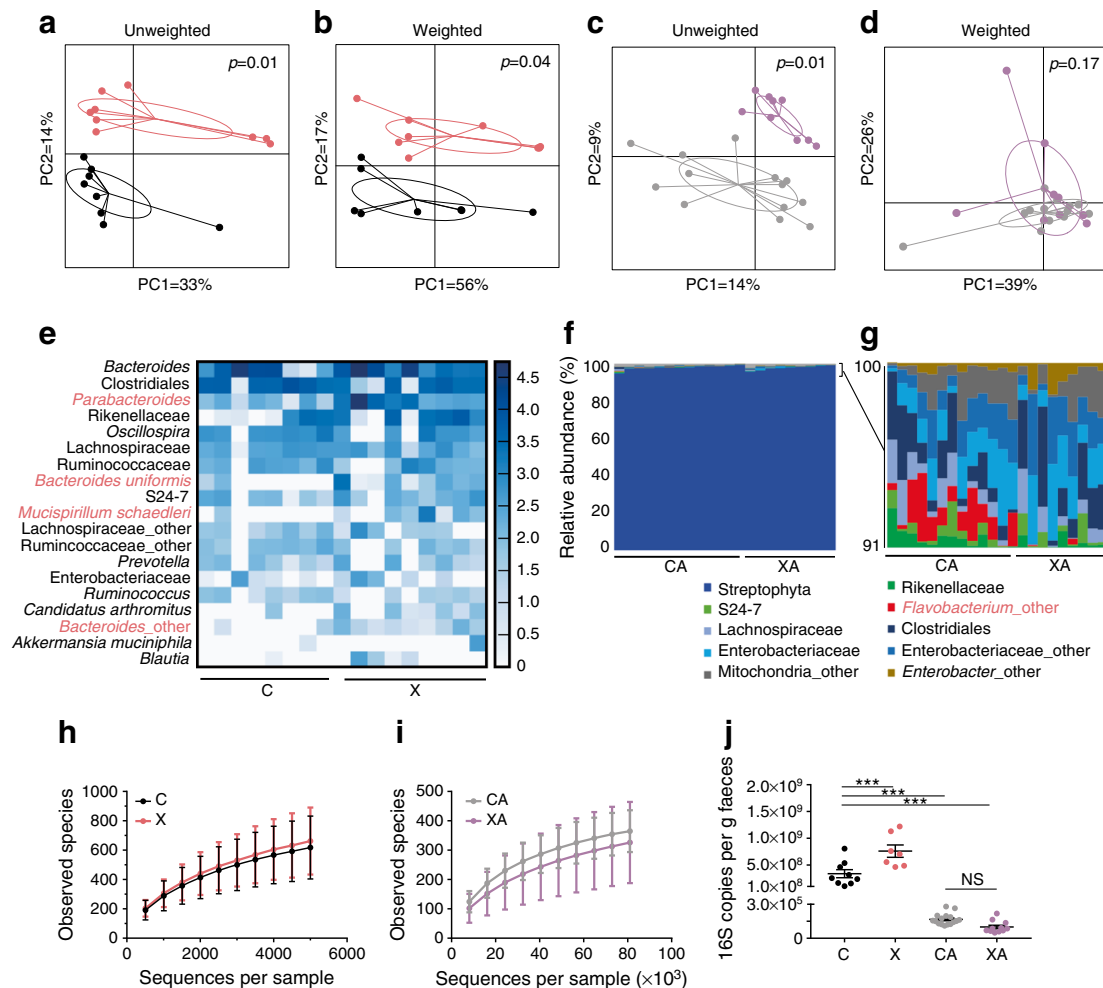 a
Unweighted
p=0.01
PC2=14%
PC1=33%
b
Weighted
p=0.04
PC2=17%
PC1=56%
c
Unweighted
p=0.01
PC2=9%
PC1=14%
d
Weighted
p=0.17
PC2=26%
PC1=39%
e
Bacteroides
Clostridiales
Parabacteroides
Rikenellaceae
Oscillospira
Lachnospiraceae
Ruminococcaceae
Bacteroides uniformis
S24-7
Mucispirillum schaedleri
Lachnospiraceae_other
Rumincoccaceae_other
Prevotella
Enterobacteriaceae
Ruminococcus
Candidatus arthromitus
Bacteroides_other
Akkermansia muciniphila
Blautia
C
X
4.5
4.0
3.5
3.0
2.5
2.0
1.5
1.0
0.5
0
f
Relative abundance (%)
100
80
60
40
20
0
CA
XA
g
100
91
CA
XA
Streptophyta
S24-7
Lachnospiraceae
Enterobacteriaceae
Mitochondria_other
Rikenellaceae
Flavobacterium_other
Clostridiales
Enterobacteriaceae_other
Enterobacter_other
h
Observed species
1000
800
600
400
200
0
C
X
0
2000
4000
6000
Sequences per sample
i
Observed species
500
400
300
200
100
0
CA
XA
0
20
40
60
80
100
Sequences per sample (×10³)
j
16S copies per g faeces
2.0×10⁹
1.5×10⁹
1.0×10⁹
5.0×10⁸
1.0×10⁸
3.0×10⁵
0
***
***
***
NS
C
X
CA
XA